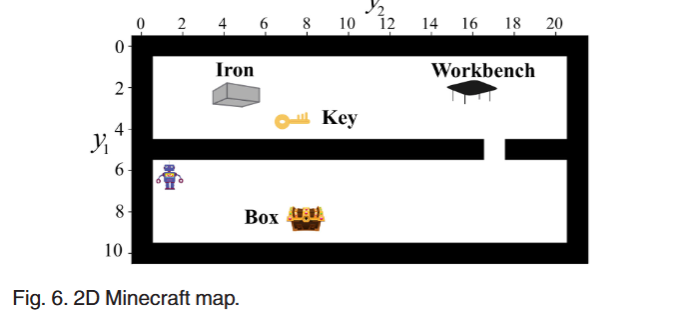 y₂
0 2 4 6 8 10 12 14 16 18 20
0
Iron Workbench
2
Key
4
y₁
6
8
Box
10
Fig. 6. 2D Minecraft map.